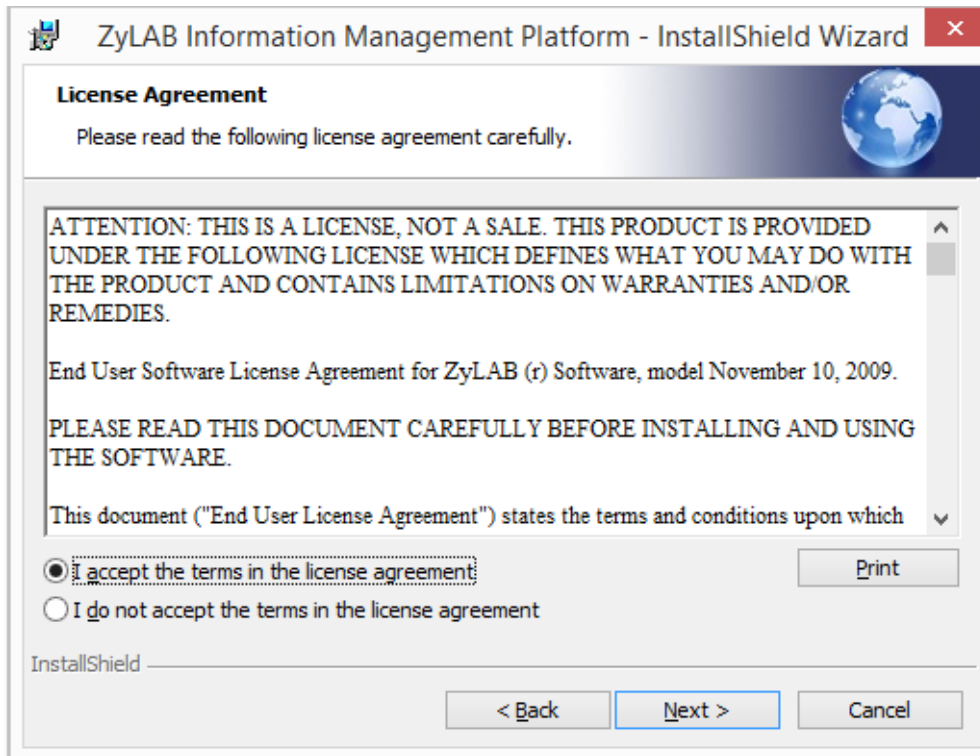 ZyLAB Information Management Platform - InstallShield Wizard
License Agreement
Please read the following license agreement carefully.
ATTENTION: THIS IS A LICENSE, NOT A SALE. THIS PRODUCT IS PROVIDED
UNDER THE FOLLOWING LICENSE WHICH DEFINES WHAT YOU MAY DO WITH
THE PRODUCT AND CONTAINS LIMITATIONS ON WARRANTIES AND/OR
REMEDIES.
End User Software License Agreement for ZyLAB (r) Software, model November 10, 2009.
PLEASE READ THIS DOCUMENT CAREFULLY BEFORE INSTALLING AND USING
THE SOFTWARE.
This document ("End User License Agreement") states the terms and conditions upon which
I accept the terms in the license agreement
Print
I do not accept the terms in the license agreement
InstallShield
< Back
Next >
Cancel